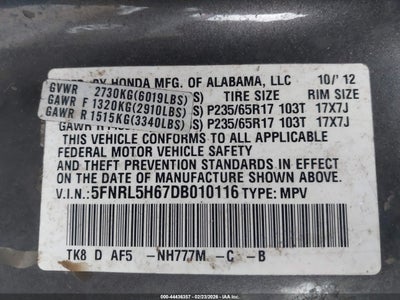 BY HONDA MFG. OF ALABAMA, LLC 10/'12
GVWR 2730KG(6019LBS)
GAWR F 1320KG(2910LBS)
GAWR R 1515KG(3340LBS)
TIRE SIZE RIM SIZE
S) P235/65R17 103T 17X7J
S) P235/65R17 103T 17X7J
THIS VEHICLE CONFORMS TO ALL APPLICABLE
FEDERAL MOTOR VEHICLE SAFETY
AND THEFT PREVENTION STANDARDS IN EFFECT ON
THE DATE OF MANUFACTURE SHOWN ABOVE.
V.I.N.:5FNRL5H67DB010116 TYPE: MPV
TK8 D AF5 -NH777M -C -B
IAA 44436357 - 02/23/2026 -